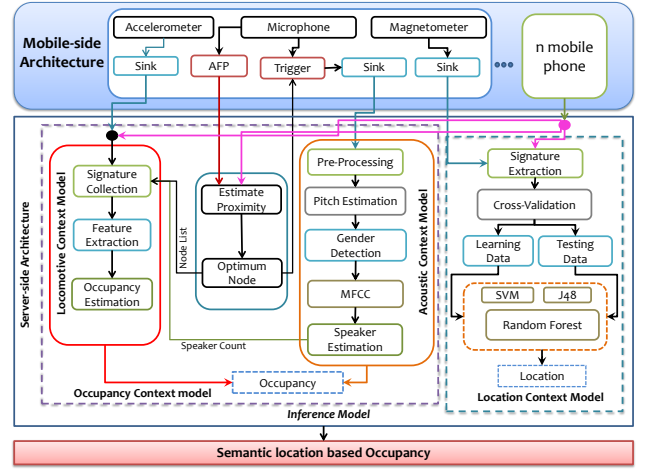 Mobile-side
Architecture
Accelerometer
Microphone
Magnetometer
Sink
AFP
Trigger
Sink
Sink
n mobile
phone
Server-side Architecture
Locomotive Context Model
Signature
Collection
Feature
Extraction
Occupancy
Estimation
Node List
Estimate
Proximity
Optimum
Node
Speaker Count
Pre-Processing
Pitch Estimation
Gender
Detection
MFCC
Speaker
Estimation
Acoustic Context Model
Signature
Extraction
Cross-Validation
Learning
Data
Testing
Data
SVM
J48
Random Forest
Location
Location Context Model
Occupancy
Occupancy Context model
Inference Model
Semantic location based Occupancy